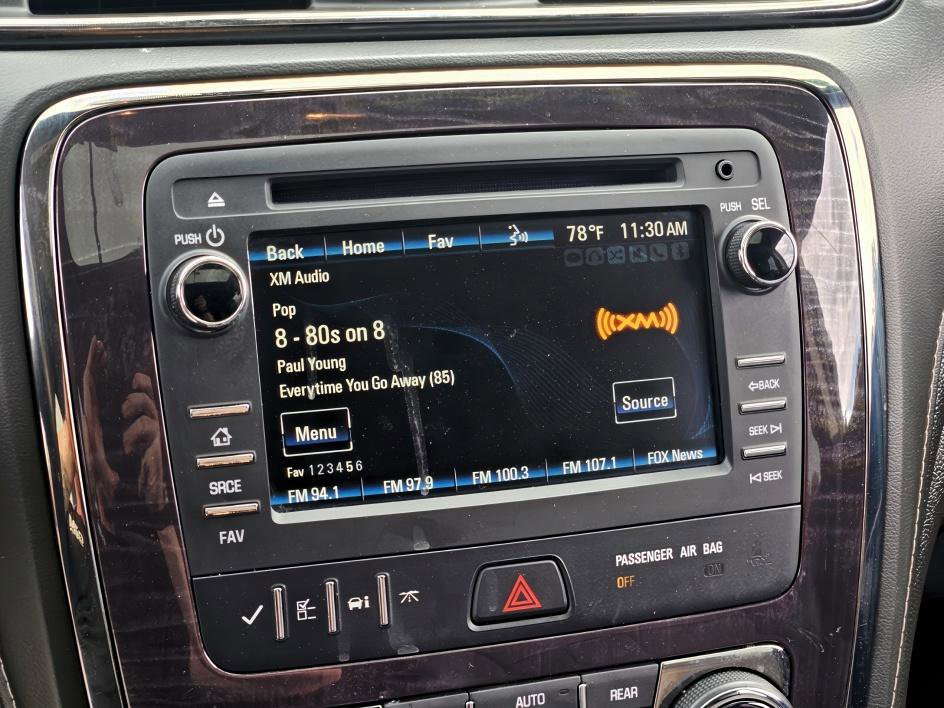 PUSH SEL
PUSH
Back Home Fav 78°F 11:30 AM
XM Audio
Pop
8 - 80s on 8
XM
Paul Young
Everytime You Go Away (85)
BACK
Menu Source
SEEK
Fav 1 2 3 4 5 6
FM 94.1 FM 97.9 FM 100.3 FM 107.1 FOX News
SEEK
SRCE
FAV
PASSENGER AIR BAG
OFF ON
AUTO REAR